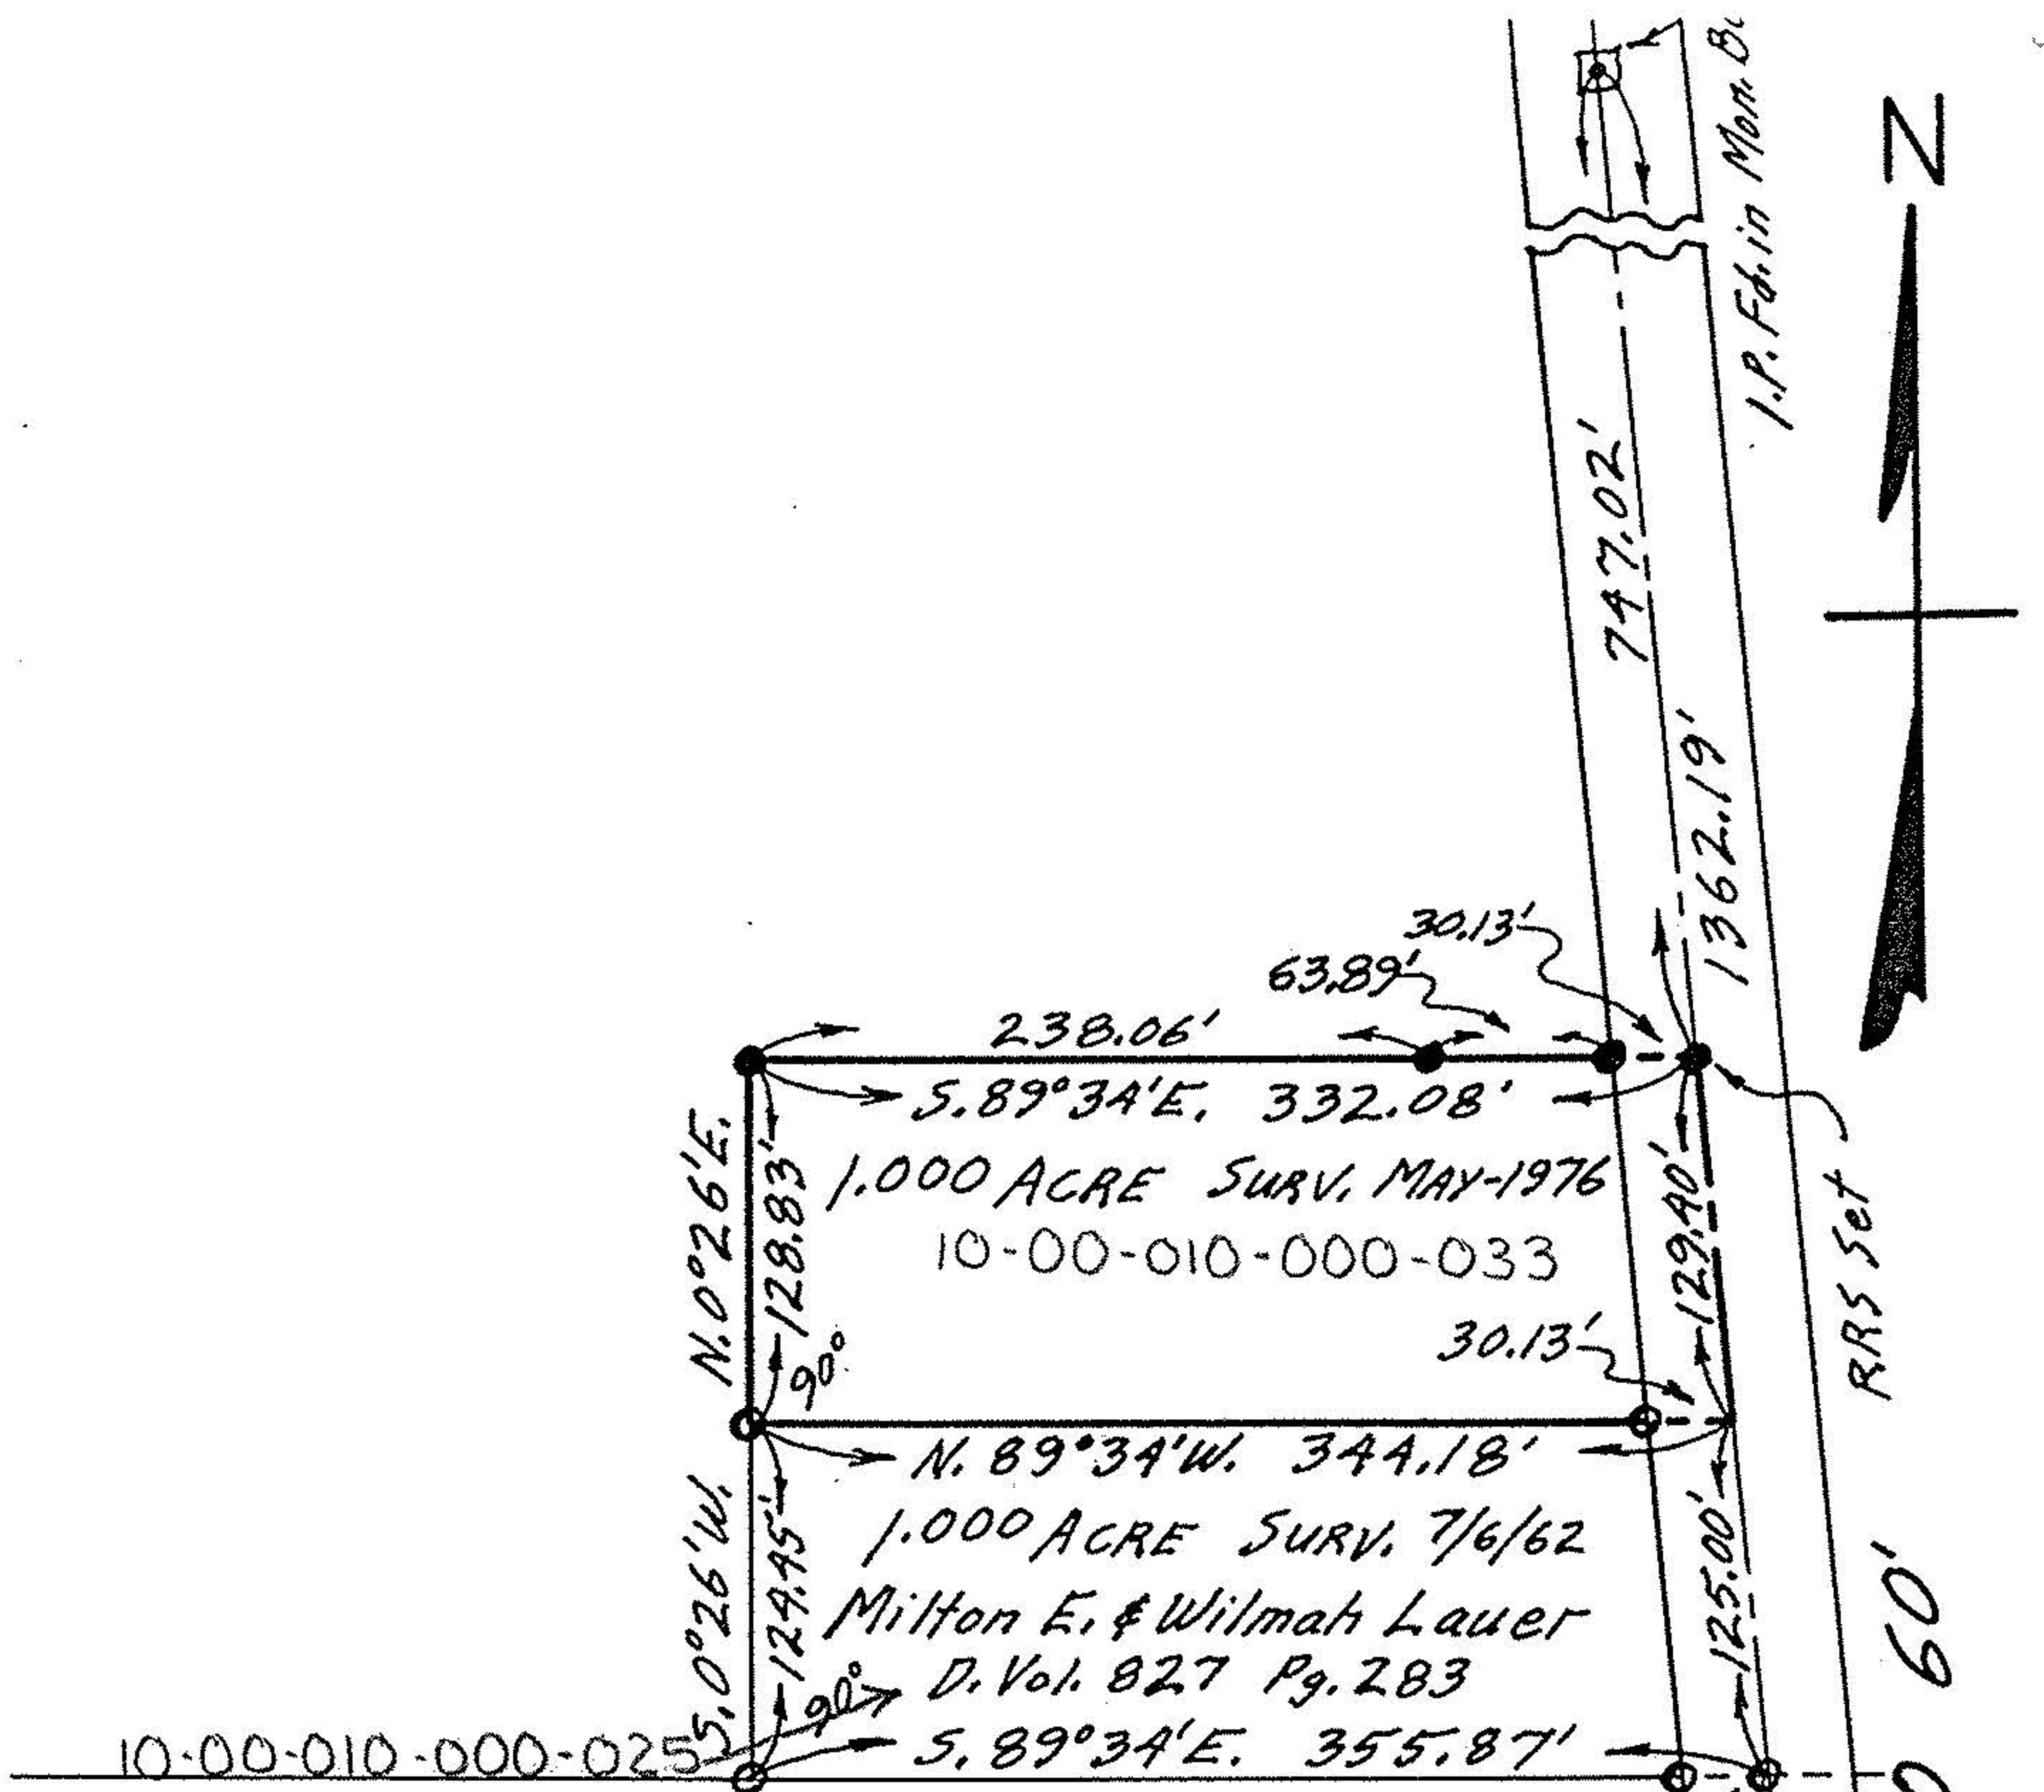 I.P. Fd. in Mon.
N
747.02'
1362.19'
30.13'
63.89'
238.06'
S.89°34'E. 332.08'
N.0°26'E.
128.83'
1.000 ACRE SURV. MAY-1976
10-00-010-000-033
129.40'
RRS Set
30.13'
90°
N. 89°34'W. 344.18'
S.0°26'W.
124.45'
1.000 ACRE SURV. 7/6/62
Milton E. & Wilmah Lauer
D. Vol. 827 Pg. 283
125.00'
60'
90°
10-00-010-000-025
S. 89°34'E. 355.87'